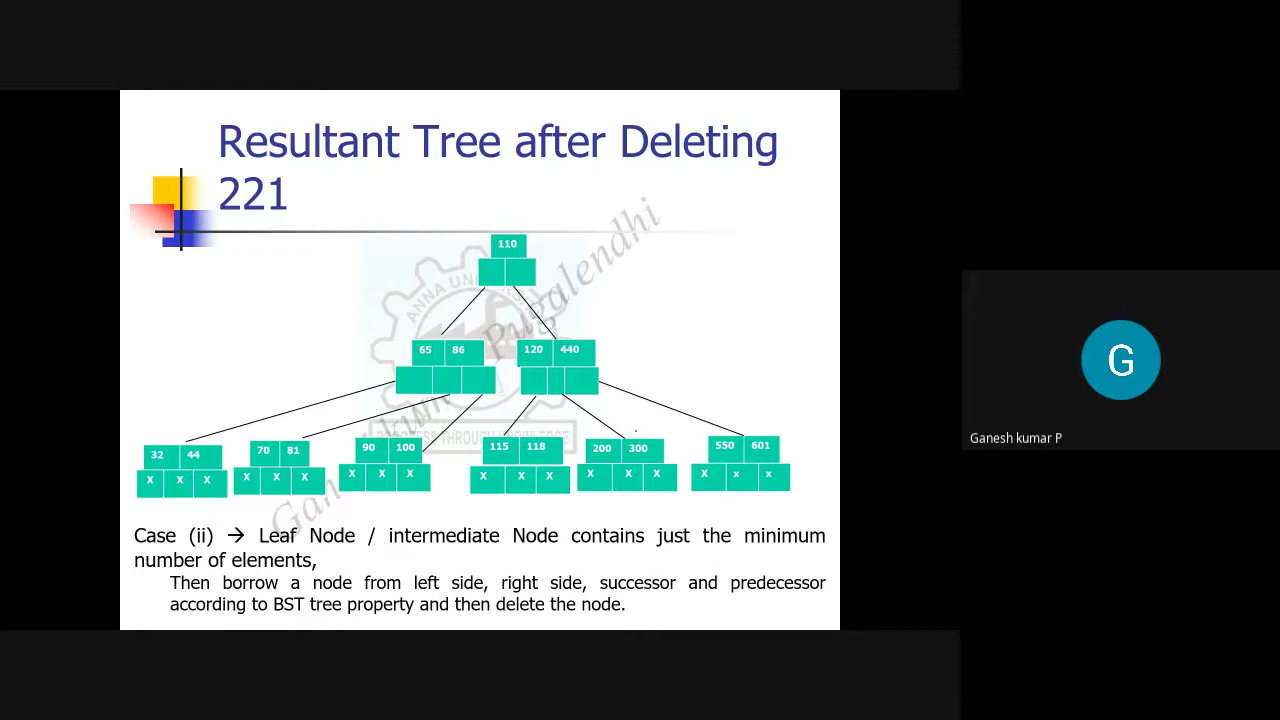 Resultant Tree after Deleting
221
110
65 86 120 440
32 44 70 81 90 100 115 118 200 300 550 601
X X X X X X X X X X X X X X X X x x
Case (ii) → Leaf Node / intermediate Node contains just the minimum
number of elements,
Then borrow a node from left side, right side, successor and predecessor
according to BST tree property and then delete the node.
G
Ganesh kumar P
Pugalendhi